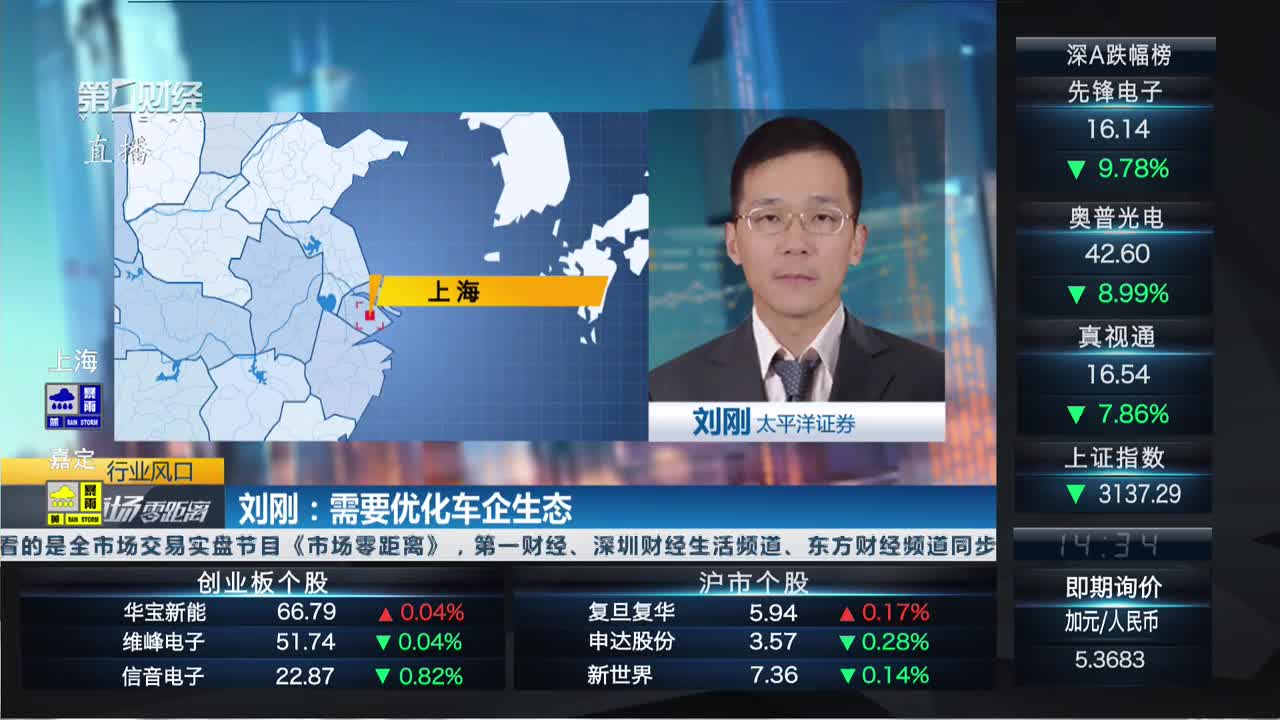 第一财经
直播
上海
刘刚 太平洋证券
上海
暴雨
蓝 RAIN STORM
嘉定
暴雨
黄 RAIN STORM
行业风口
市场零距离
刘刚：需要优化车企生态
看的是全市场交易实盘节目《市场零距离》，第一财经、深圳财经生活频道、东方财经频道同步
创业板个股
华宝新能 66.79 ▲ 0.04%
维峰电子 51.74 ▼ 0.04%
信音电子 22.87 ▼ 0.82%
沪市个股
复旦复华 5.94 ▲ 0.17%
申达股份 3.57 ▼ 0.28%
新世界 7.36 ▼ 0.14%
深A跌幅榜
先锋电子
16.14
▼ 9.78%
奥普光电
42.60
▼ 8.99%
真视通
16.54
▼ 7.86%
上证指数
▼ 3137.29
14:34
即期询价
加元/人民币
5.3683